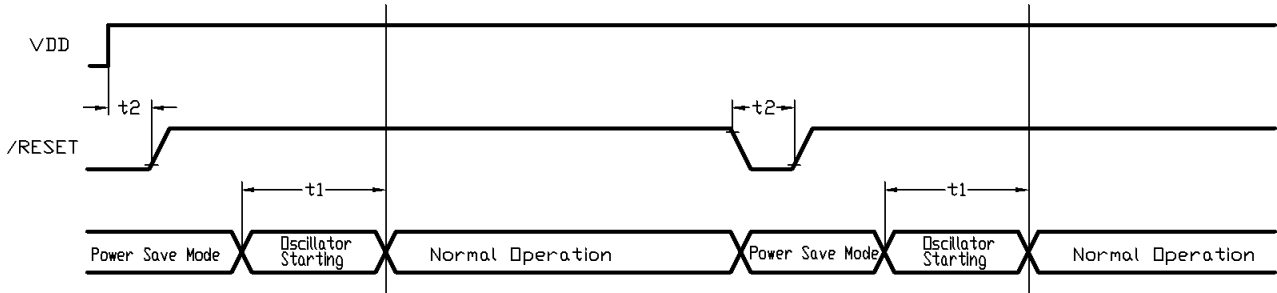 VDD
t2
t2
/RESET
t1
t1
Power Save Mode
Oscillator
Starting
Normal Operation
Power Save Mode
Oscillator
Starting
Normal Operation